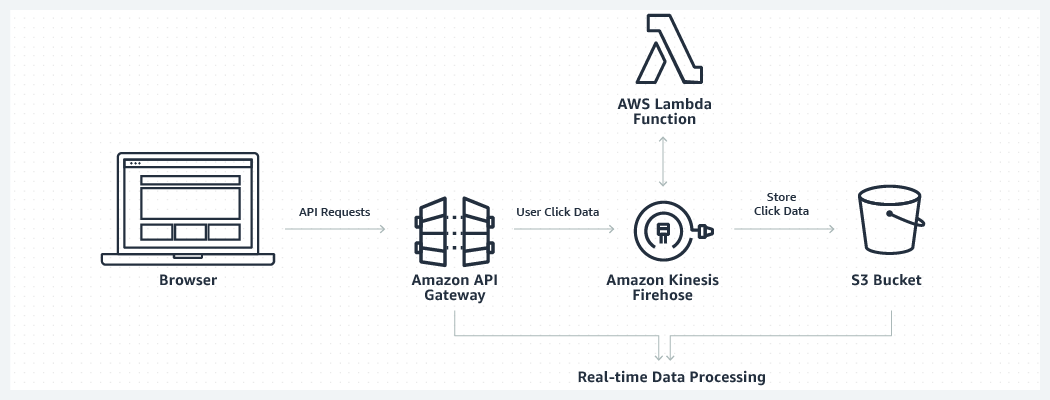 AWS Lambda
Function
API Requests
User Click Data
Store
Click Data
Browser
Amazon API
Gateway
Amazon Kinesis
Firehose
S3 Bucket
Real-time Data Processing